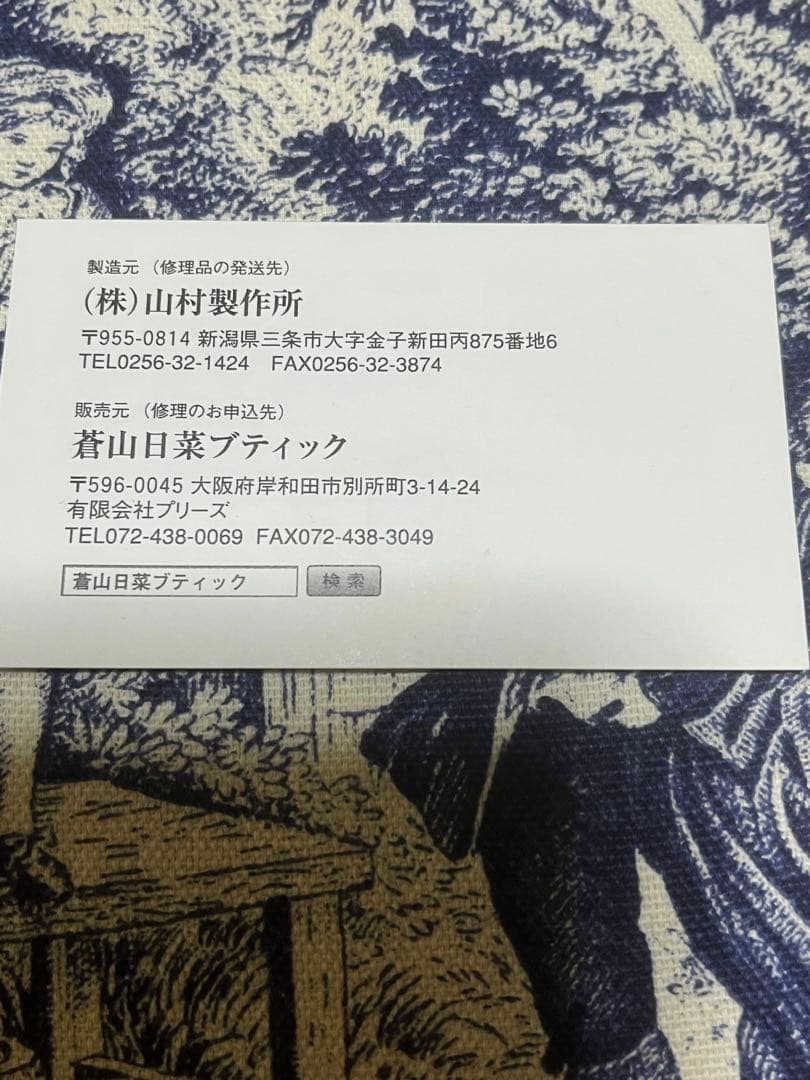 製造元（修理品の発送先）
（株）山村製作所
〒955-0814 新潟県三条市大字金子新田丙875番地6
TEL0256-32-1424 FAX0256-32-3874
販売元（修理のお申込先）
蒼山日菜ブティック
〒596-0045 大阪府岸和田市別所町3-14-24
有限会社プリーズ
TEL072-438-0069 FAX072-438-3049
蒼山日菜ブティック 検索